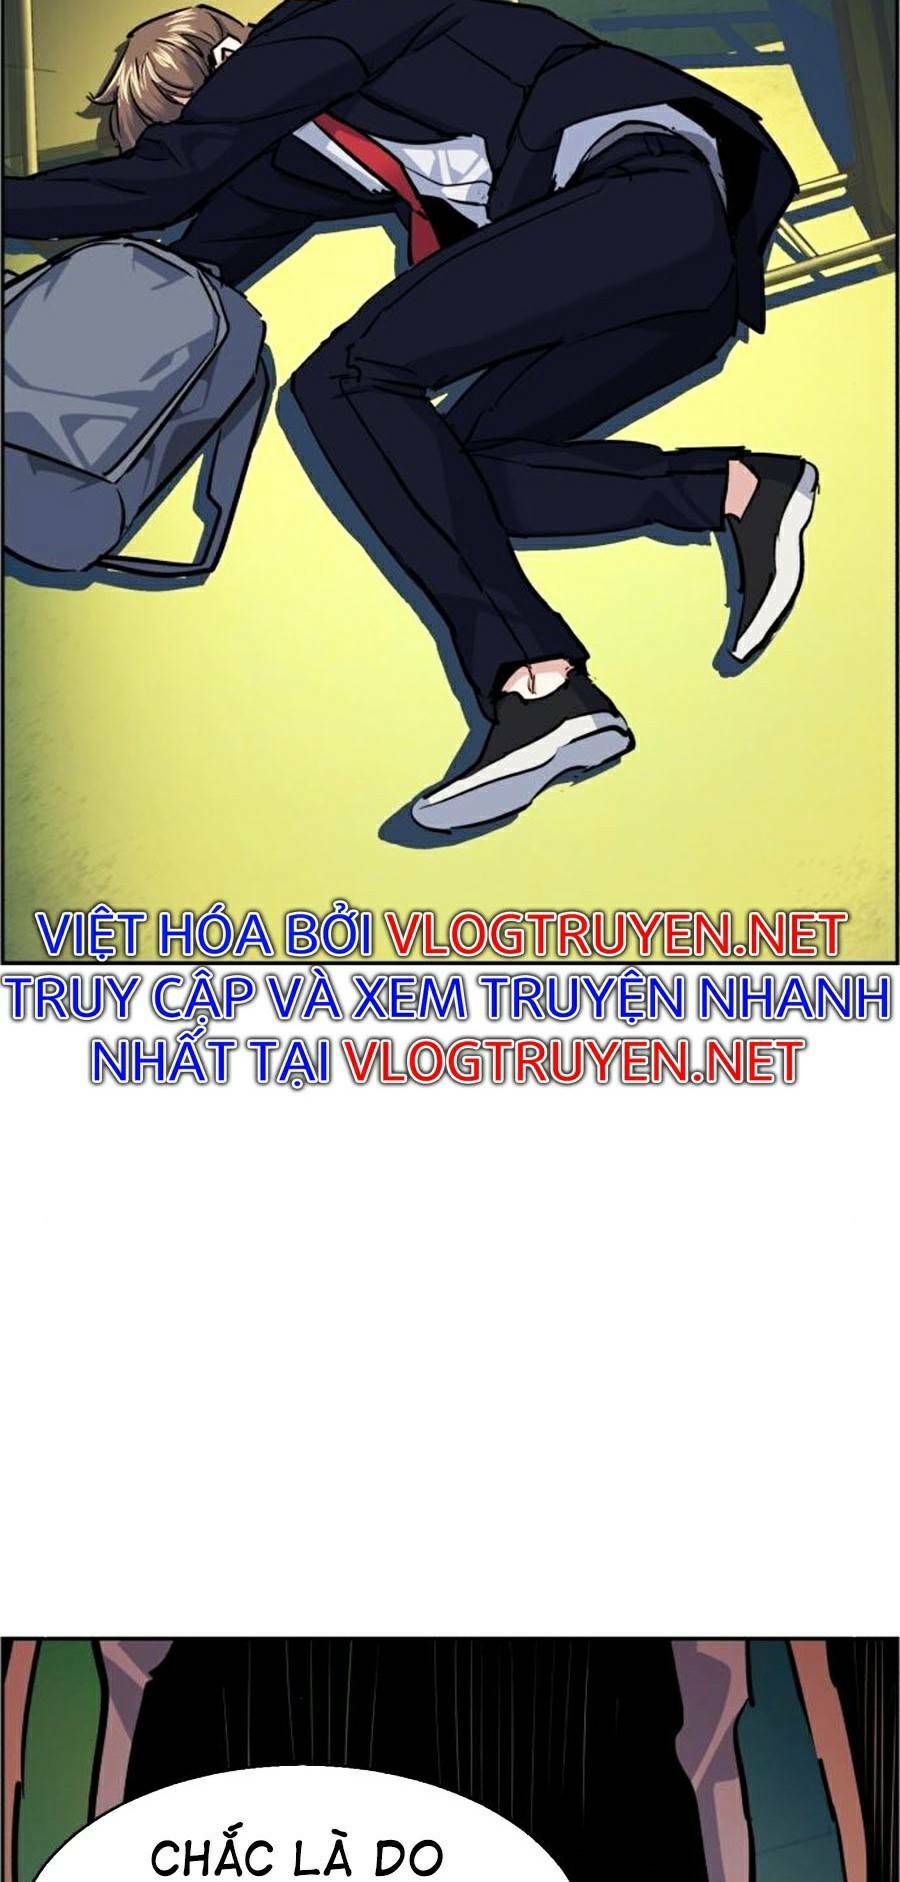 VIỆT HÓA BỞI VLOGTRUYEN.NET
TRUY CẬP VÀ XEM TRUYỆN NHANH
NHẤT TẠI VLOGTRUYEN.NET
CHẮC LÀ DO